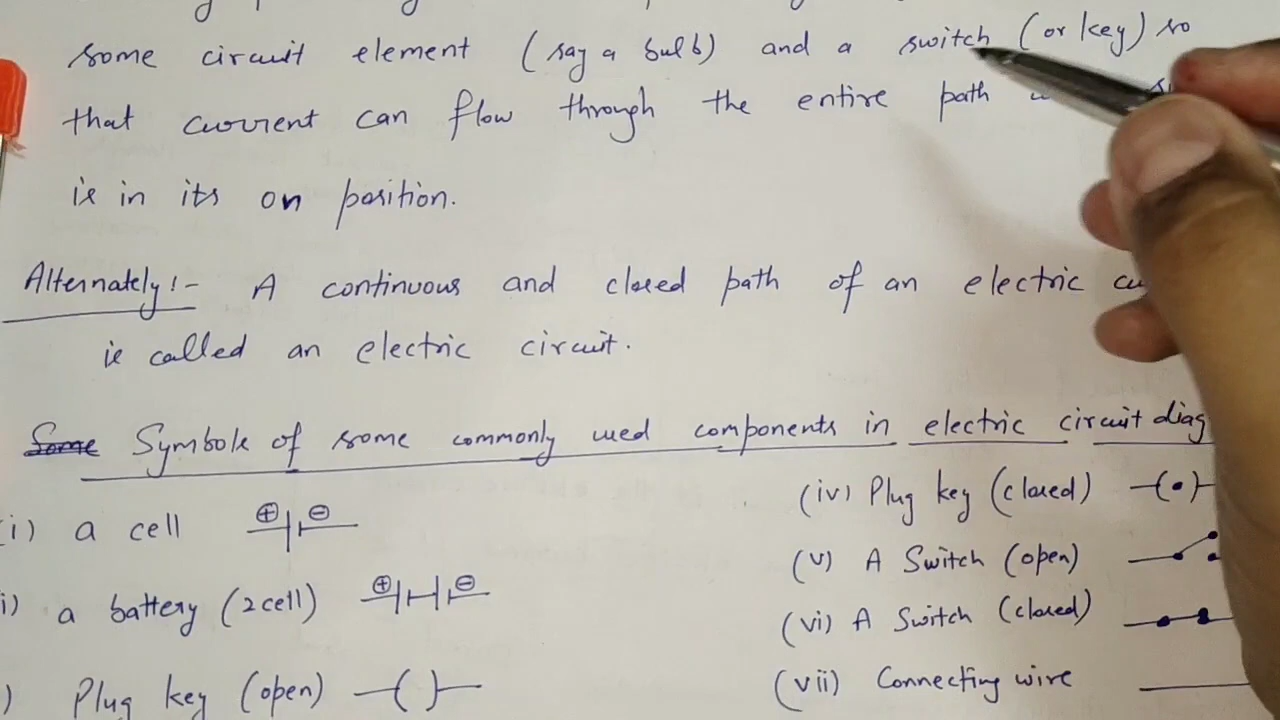 some circuit element (say a bulb) and a switch (or key) so
that current can flow through the entire path
is in its on position.
Alternately:- A continuous and closed path of an electric
is called an electric circuit.
Some Symbols of some commonly used components in electric circuit diag
i) a cell
i) a battery (2 cell)
) Plug key (open)
(iv) Plug key (closed)
(v) A Switch (open)
(vi) A Switch (closed)
(vii) Connecting wire